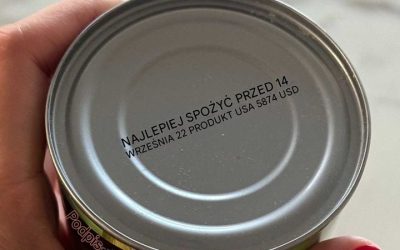 NAJLEPIEJ SPOŻYĆ PRZED 14
WRZEŚNIA 22 PRODUKT USA 5874 USD